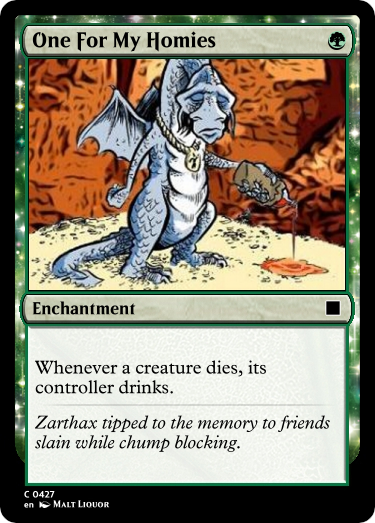 One For My Homies
Enchantment
Whenever a creature dies, its
controller drinks.
Zarthax tipped to the memory to friends
slain while chump blocking.
C 0427
en Malt Liquor